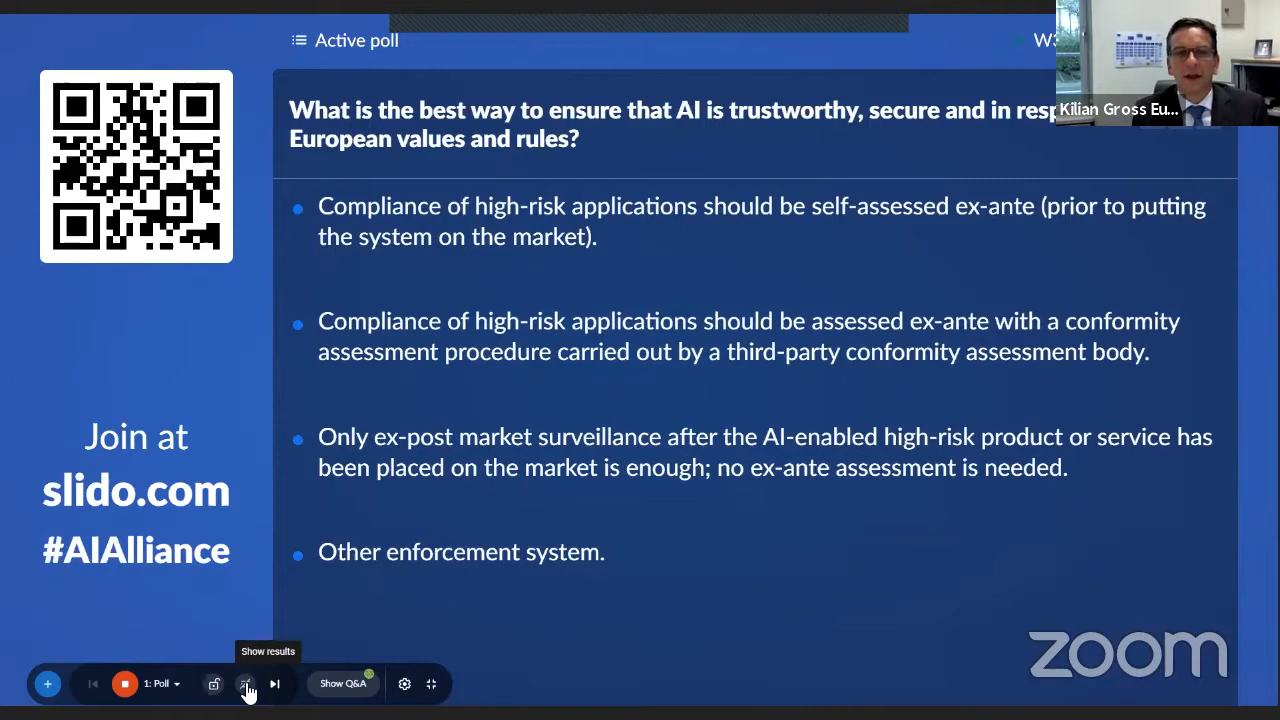 Active poll
What is the best way to ensure that AI is trustworthy, secure and in
European values and rules?
Kilian Gross Eu...
Compliance of high-risk applications should be self-assessed ex-ante (prior to putting
the system on the market).
Compliance of high-risk applications should be assessed ex-ante with a conformity
assessment procedure carried out by a third-party conformity assessment body.
Only ex-post market surveillance after the AI-enabled high-risk product or service has
been placed on the market is enough; no ex-ante assessment is needed.
Other enforcement system.
Join at
slido.com
#AIAlliance
Show results
1: Poll
Show Q&A
zoom